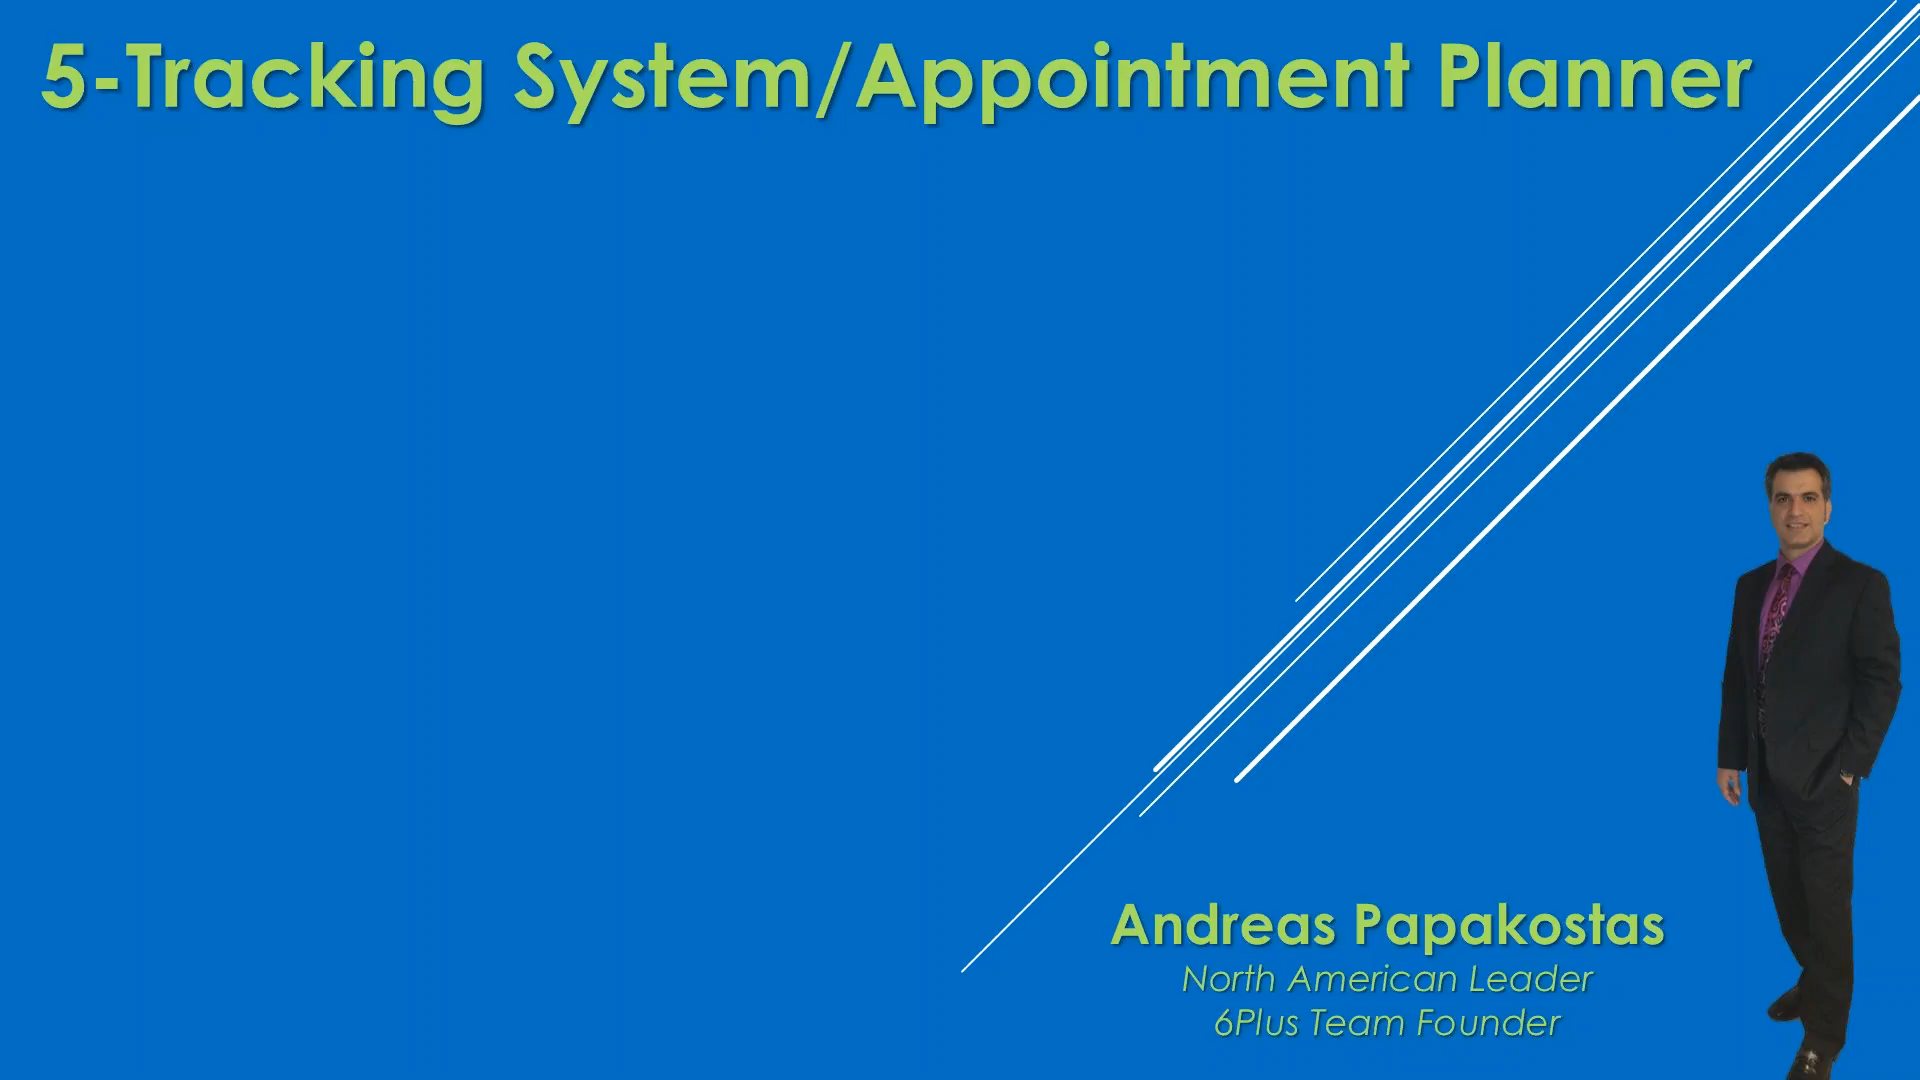 5-Tracking System/Appointment Planner
Andreas Papakostas
North American Leader
6Plus Team Founder